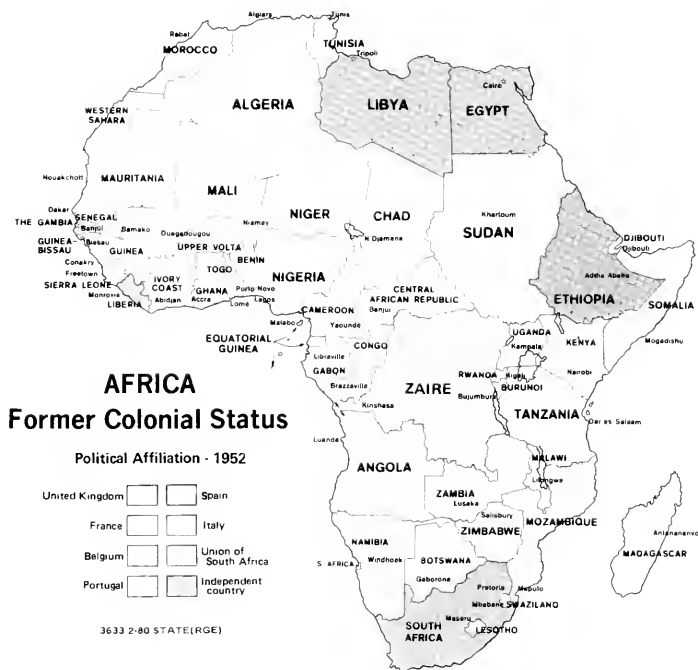 Algiers
Tunis
Rabat
MOROCCO
TUNISIA
Tripoli
Cairo
ALGERIA
LIBYA
EGYPT
WESTERN
SAHARA
Nouakchott
MAURITANIA
MALI
NIGER
CHAD
Khartoum
SUDAN
Dakar
SENEGAL
THE GAMBIA
Banjul
Bamako
Ouagadougou
Niamey
N Djamena
DJIBOUTI
Djibouti
GUINEA-
BISSAU
Bissau
GUINEA
UPPER VOLTA
BENIN
TOGO
NIGERIA
Addis Ababa
ETHIOPIA
SOMALIA
Conakry
Freetown
SIERRA LEONE
IVORY
COAST
GHANA
Porto Novo
Monrovia
LIBERIA
Abidjan
Accra
Lomé
Lagos
CENTRAL
AFRICAN REPUBLIC
CAMEROON
Banjui
Malabo
Yaoundé
EQUATORIAL
GUINEA
CONGO
UGANDA
Kampala
KENYA
Mogadishu
Libraville
GABON
ZAIRE
RWANDA
Kigali
Nairobi
Brazzaville
BURUNDI
Bujumbura
Kinshasa
TANZANIA
Dar es Salaam
AFRICA
Former Colonial Status
Luanda
Political Affiliation - 1952
ANGOLA
MALAWI
Lilongwe
ZAMBIA
Lusaka
United Kingdom
Spain
Salisbury
MOZAMBIQUE
Antananarivo
France
Italy
ZIMBABWE
MADAGASCAR
NAMIBIA
Belgium
Union of
South Africa
S AFRICA
Windhoek
BOTSWANA
Gaborone
Pretoria
Maputo
Portugal
Independent
country
Mbabane
SWAZILAND
Maseru
SOUTH
AFRICA
LESOTHO
3633 2-80 STATE(RGE)